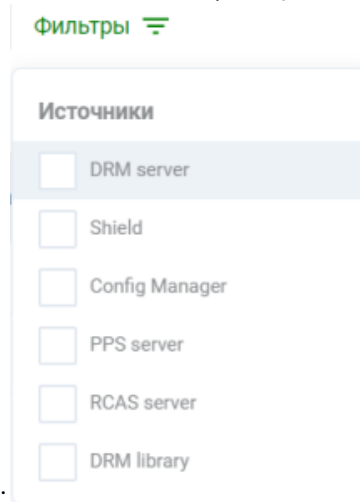 Фильтры
Источники
DRM server
Shield
Config Manager
PPS server
RCAS server
DRM library
.